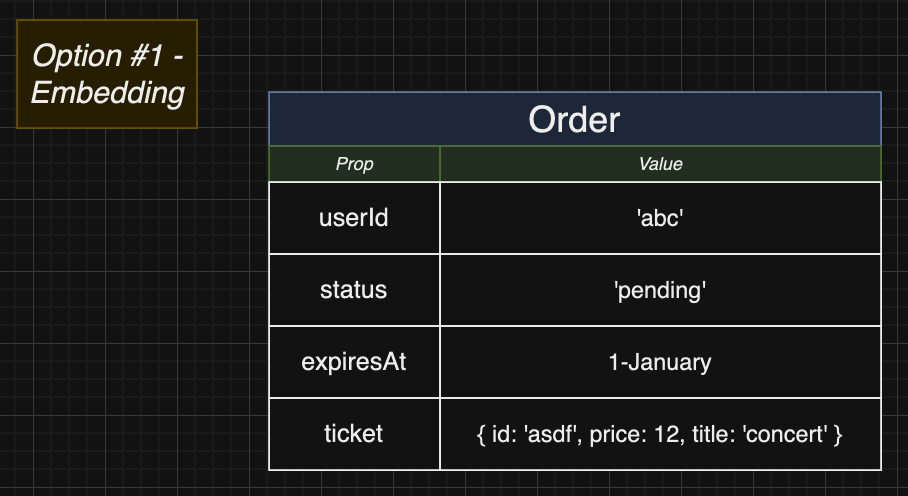 Option #1 -
Embedding
Order
Prop Value
userId 'abc'
status 'pending'
expiresAt 1-January
ticket { id: 'asdf', price: 12, title: 'concert' }